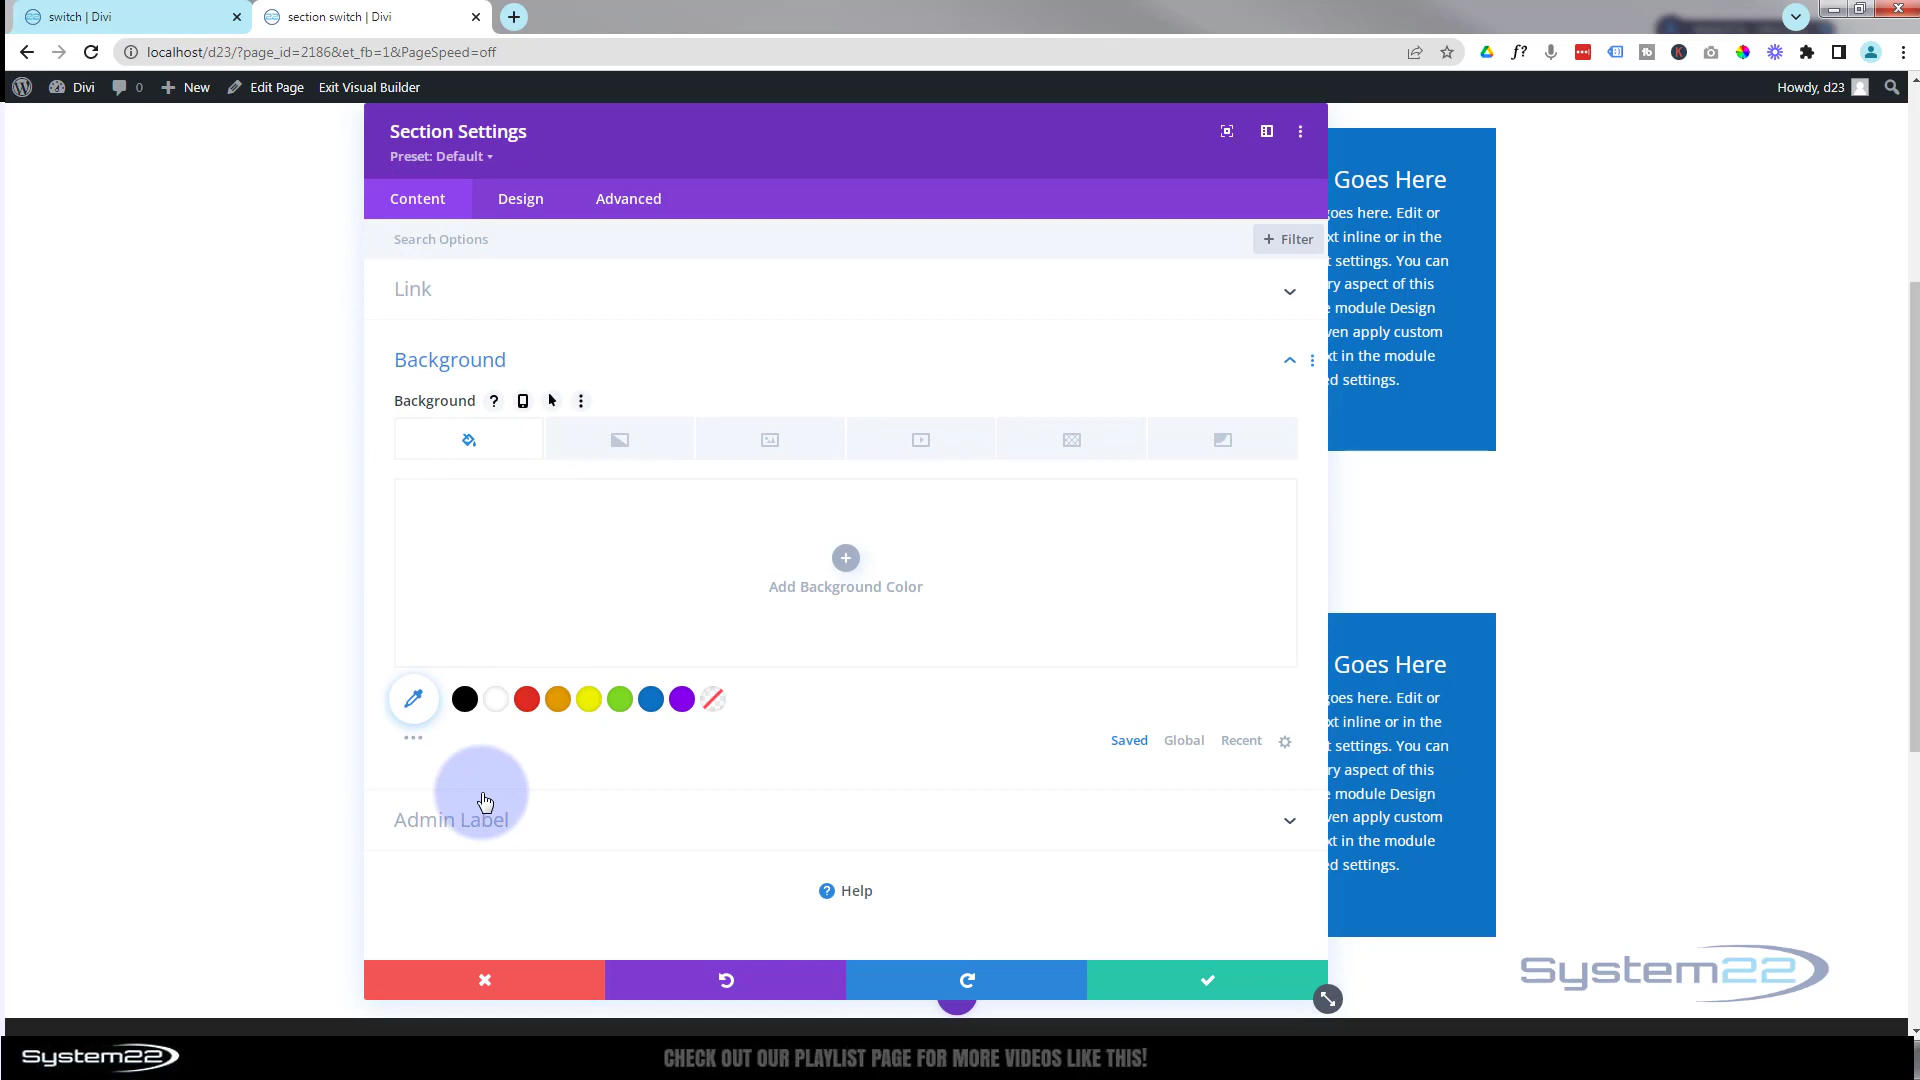 switch | Divi
section switch | Divi
localhost/d23/?page_id=2186&et_fb=1&PageSpeed=off
Divi
0
New
Edit Page
Exit Visual Builder
Howdy, d23
Section Settings
Preset: Default
Content
Design
Advanced
Search Options
+ Filter
Link
Background
Background
Add Background Color
Saved
Global
Recent
Admin Label
Help
Goes Here
goes here. Edit or
xt inline or in the
t settings. You can
ry aspect of this
e module Design
ven apply custom
xt in the module
ed settings.
Goes Here
goes here. Edit or
xt inline or in the
t settings. You can
ry aspect of this
e module Design
ven apply custom
xt in the module
ed settings.
System22
System22
CHECK OUT OUR PLAYLIST PAGE FOR MORE VIDEOS LIKE THIS!